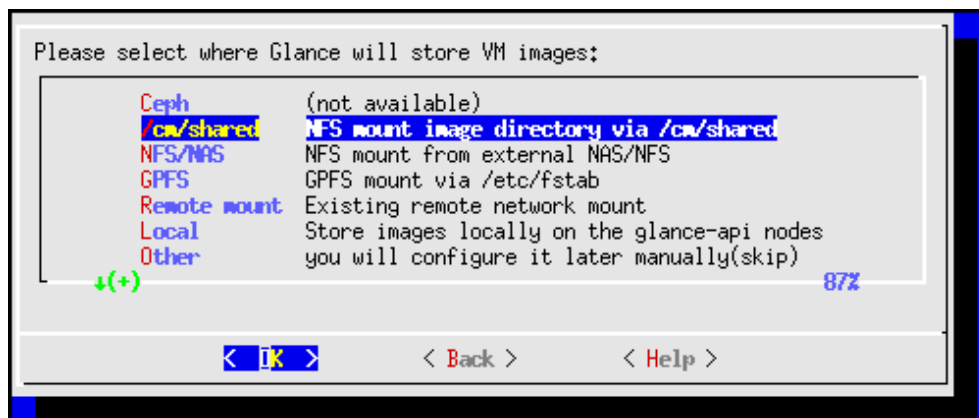 Please select where Glance will store VM images:
Ceph (not available)
/cm/shared NFS mount image directory via /cm/shared
NFS/NAS NFS mount from external NAS/NFS
GPFS GPFS mount via /etc/fstab
Remote mount Existing remote network mount
Local Store images locally on the glance-api nodes
Other you will configure it later manually(skip)
↓(+) 87%
< OK > < Back > < Help >